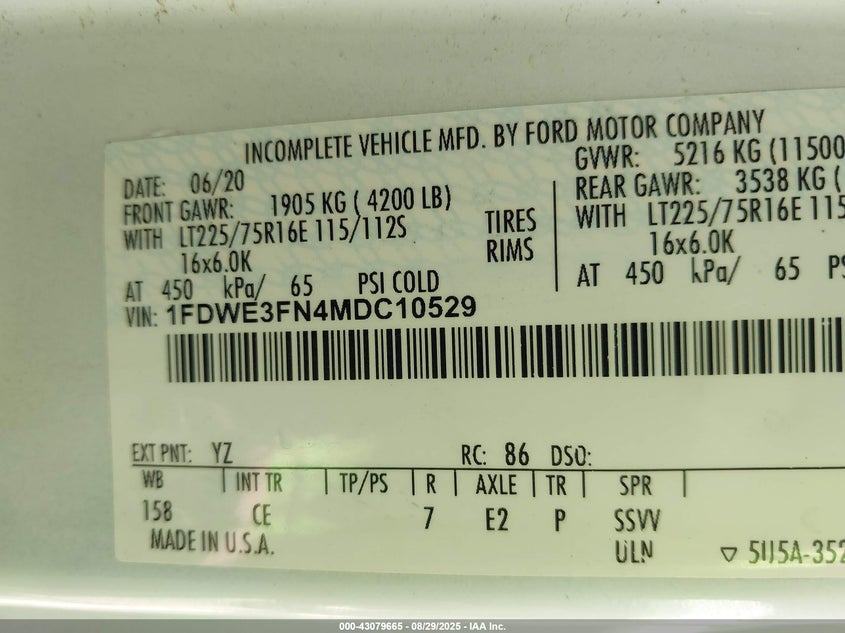 INCOMPLETE VEHICLE MFD. BY FORD MOTOR COMPANY
DATE: 06/20
GVWR: 5216 KG (11500
FRONT GAWR: 1905 KG ( 4200 LB)
REAR GAWR: 3538 KG (
WITH LT225/75R16E 115/112S TIRES WITH LT225/75R16E 115
16x6.0K RIMS 16x6.0K
AT 450 kPa/ 65 PSI COLD AT 450 kPa/ 65 PS
VIN: 1FDWE3FN4MDC10529
EXT PNT: YZ RC: 86 DSO:
WB | INT TR | TP/PS | R | AXLE | TR | SPR |
158 CE 7 E2 P SSVV
MADE IN U.S.A. ULN ▽ 5U5A-352
000-43079665 - 08/29/2025 - IAA Inc.